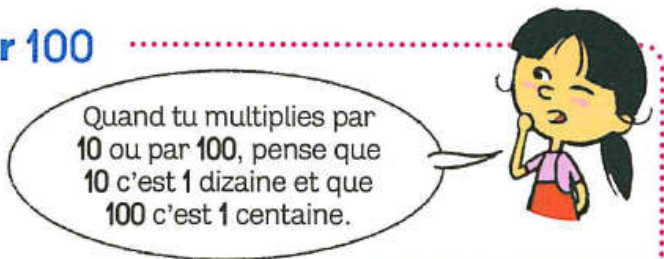 r 100
Quand tu multiplies par
10 ou par 100, pense que
10 c'est 1 dizaine et que
100 c'est 1 centaine.